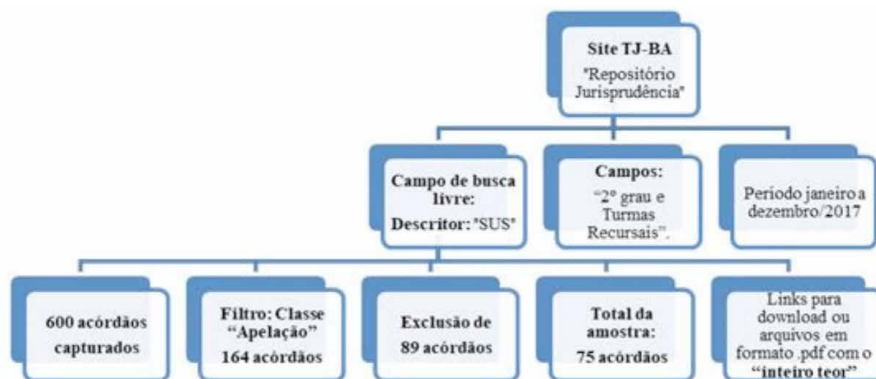 Site TJ-BA
"Repositório
Jurisprudência"
Campo de busca
livre:
Descritor: "SUS"
Campos:
“2º grau e
Turmas
Recursais”.
Período janeiro a
dezembro/2017
600 acórdãos
capturados
Filtro: Classe
“Apelação”
164 acórdãos
Exclusão de
89 acórdãos
Total da
amostra:
75 acórdãos
Links para
download ou
arquivos em
formato .pdf com o
“inteiro teor”